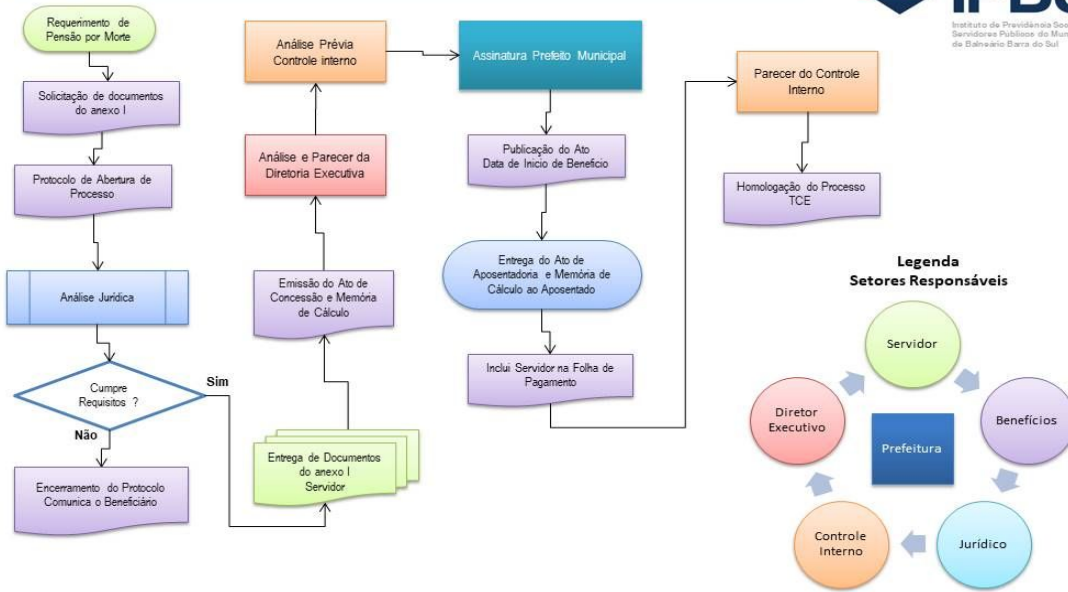 Requerimento de
Pensão por Morte
Solicitação de documentos
do anexo I
Protocolo de Abertura de
Processo
Análise Jurídica
Cumpre
Requisitos ?
Sim
Não
Encerramento do Protocolo
Comunica o Beneficiário
Entrega de Documentos
do anexo I
Servidor
Emissão do Ato de
Concessão e Memória
de Cálculo
Análise e Parecer da
Diretoria Executiva
Análise Prévia
Controle interno
Assinatura Prefeito Municipal
Publicação do Ato
Data de Inicio de Beneficio
Entrega do Ato de
Aposentadoria e Memória de
Cálculo ao Aposentado
Inclui Servidor na Folha de
Pagamento
Parecer do Controle
Interno
Homologação do Processo
TCE
Instituto de Previdência
Servidores Públicos do
de Balneário Barra do Sul
Legenda
Setores Responsáveis
Servidor
Benefícios
Jurídico
Controle
Interno
Diretor
Executivo
Prefeitura